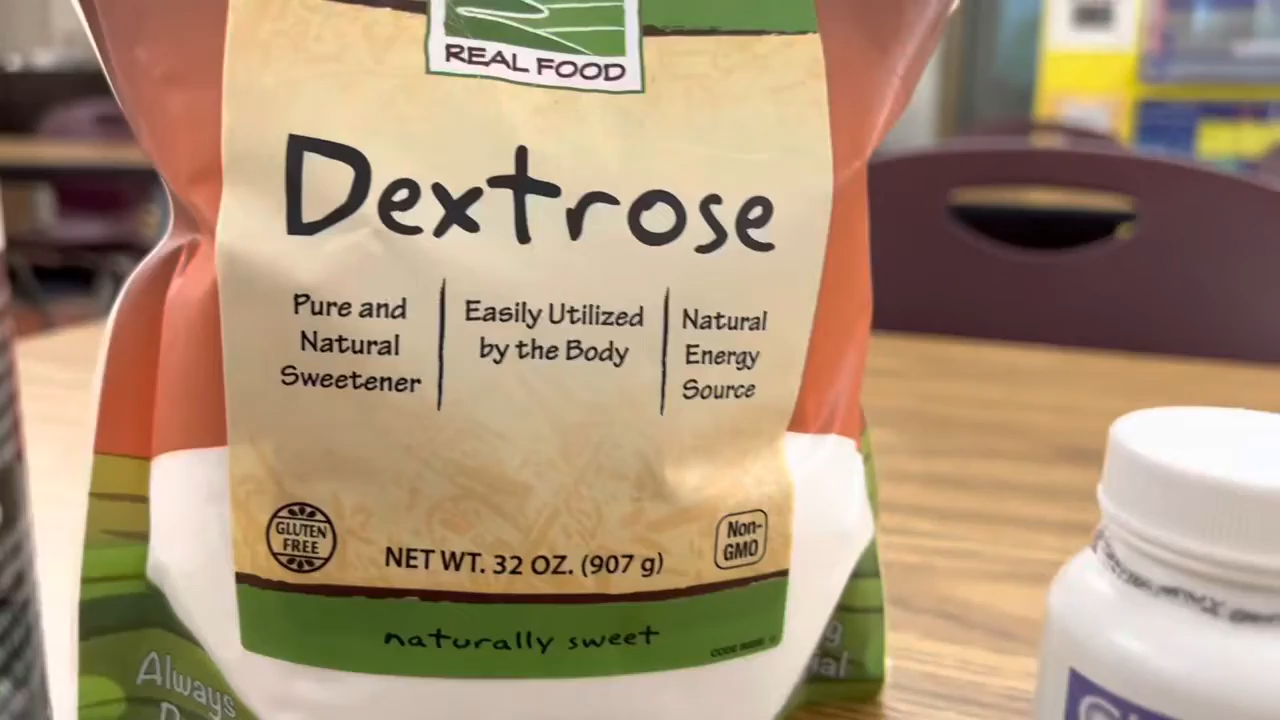 REAL FOOD
Dextrose
Pure and
Natural
Sweetener
Easily Utilized
by the Body
Natural
Energy
Source
GLUTEN
FREE
NET WT. 32 OZ. (907 g)
Non-
GMO
naturally sweet
Always